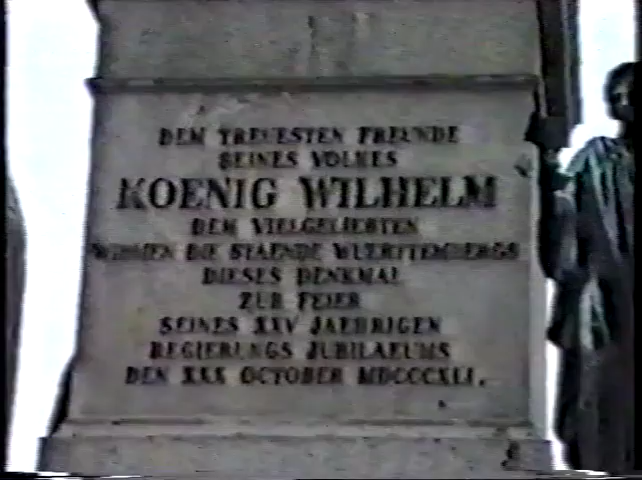 DEM TREUESTEN FREUNDE
SEINES VOLKES
KOENIG WILHELM
DEM VIELGELIEBTEN
WIDMEN DIE STAENDE WUERTTEMBERGS
DIESES DENKMAL
ZUR FEIER
SEINES XXV JAEHRIGEN
REGIERUNGS JUBILAEUMS
DEN XXX OCTOBER MDCCCXLI.